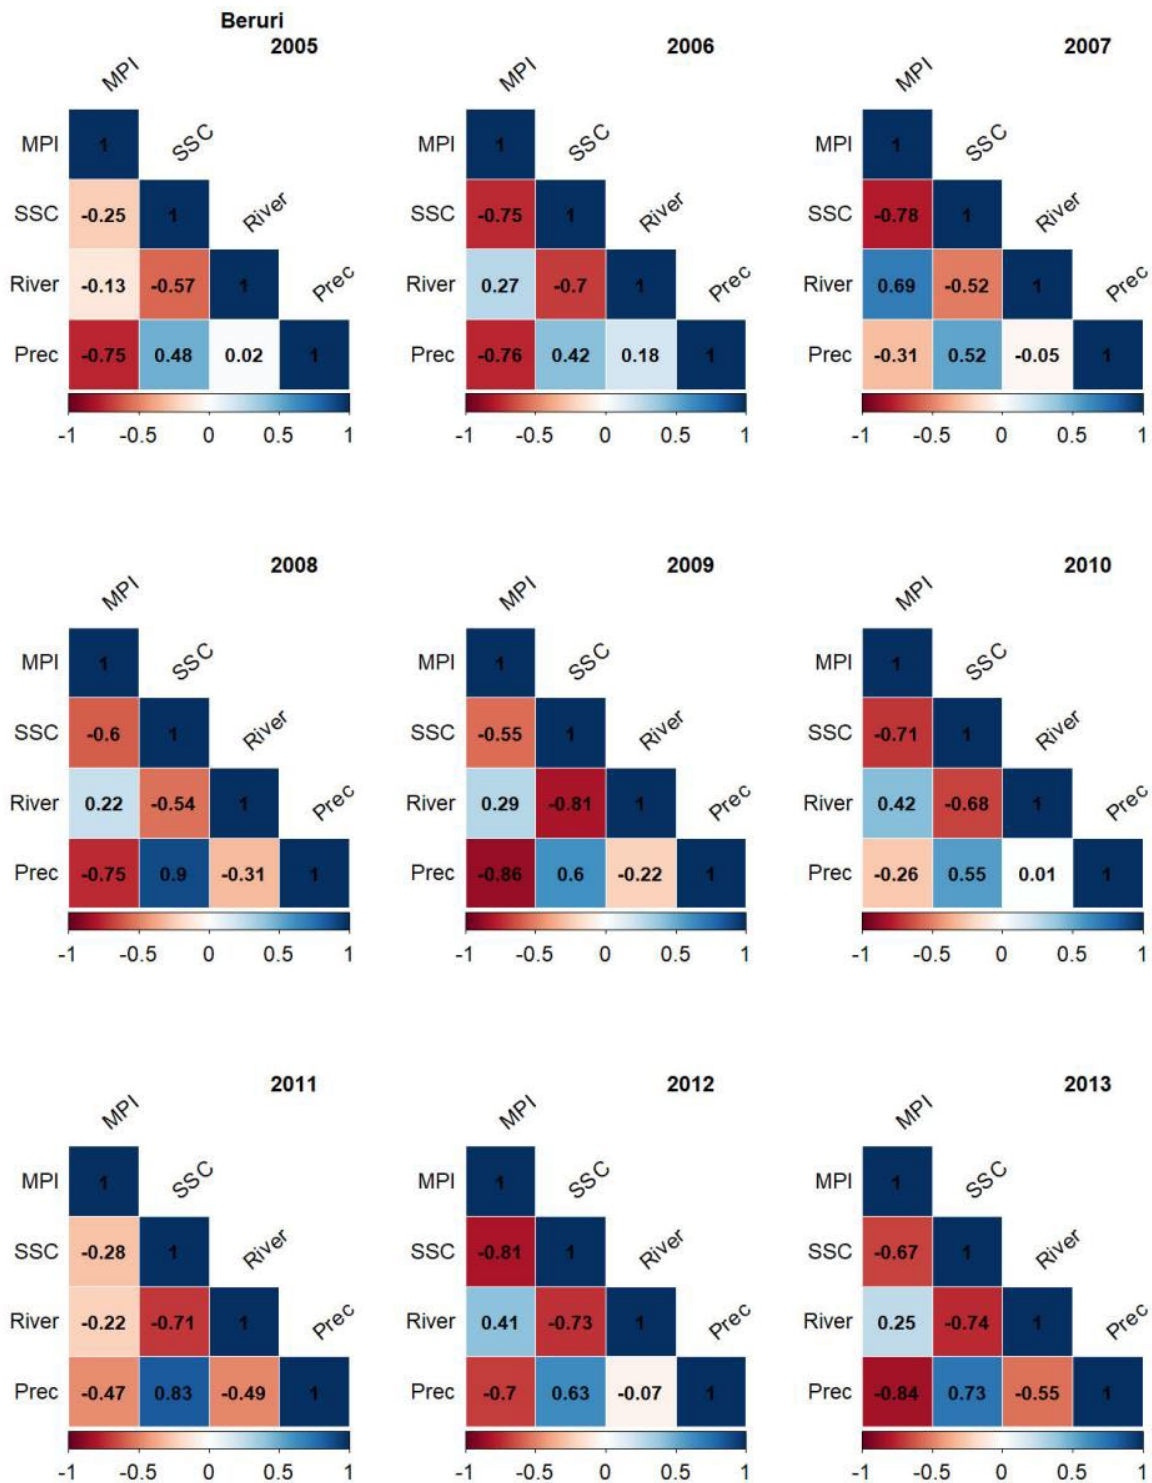 Beruri
2005
MPI
MPI 1 SSC
SSC -0.25 1 River
River -0.13 -0.57 1 Prec
Prec -0.75 0.48 0.02 1
-1 -0.5 0 0.5 1
2006
MPI
MPI 1 SSC
SSC -0.75 1 River
River 0.27 -0.7 1 Prec
Prec -0.76 0.42 0.18 1
-1 -0.5 0 0.5 1
2007
MPI
MPI 1 SSC
SSC -0.78 1 River
River 0.69 -0.52 1 Prec
Prec -0.31 0.52 -0.05 1
-1 -0.5 0 0.5 1
2008
MPI
MPI 1 SSC
SSC -0.6 1 River
River 0.22 -0.54 1 Prec
Prec -0.75 0.9 -0.31 1
-1 -0.5 0 0.5 1
2009
MPI
MPI 1 SSC
SSC -0.55 1 River
River 0.29 -0.81 1 Prec
Prec -0.86 0.6 -0.22 1
-1 -0.5 0 0.5 1
2010
MPI
MPI 1 SSC
SSC -0.71 1 River
River 0.42 -0.68 1 Prec
Prec -0.26 0.55 0.01 1
-1 -0.5 0 0.5 1
2011
MPI
MPI 1 SSC
SSC -0.28 1 River
River -0.22 -0.71 1 Prec
Prec -0.47 0.83 -0.49 1
-1 -0.5 0 0.5 1
2012
MPI
MPI 1 SSC
SSC -0.81 1 River
River 0.41 -0.73 1 Prec
Prec -0.7 0.63 -0.07 1
-1 -0.5 0 0.5 1
2013
MPI
MPI 1 SSC
SSC -0.67 1 River
River 0.25 -0.74 1 Prec
Prec -0.84 0.73 -0.55 1
-1 -0.5 0 0.5 1